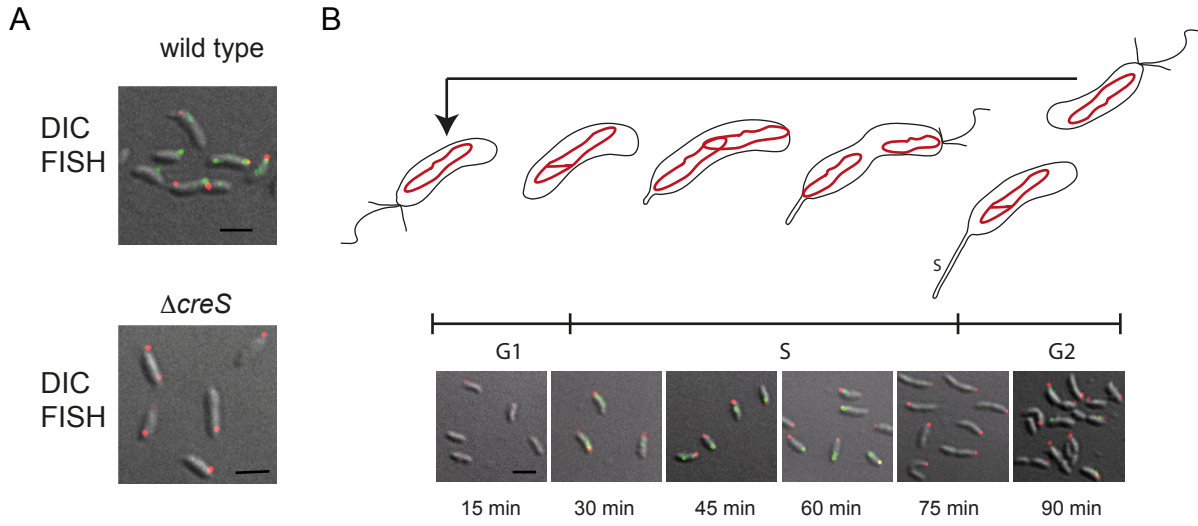 A
wild type
DIC
FISH
ΔcreS
DIC
FISH
B
S
G1 S G2
15 min 30 min 45 min 60 min 75 min 90 min